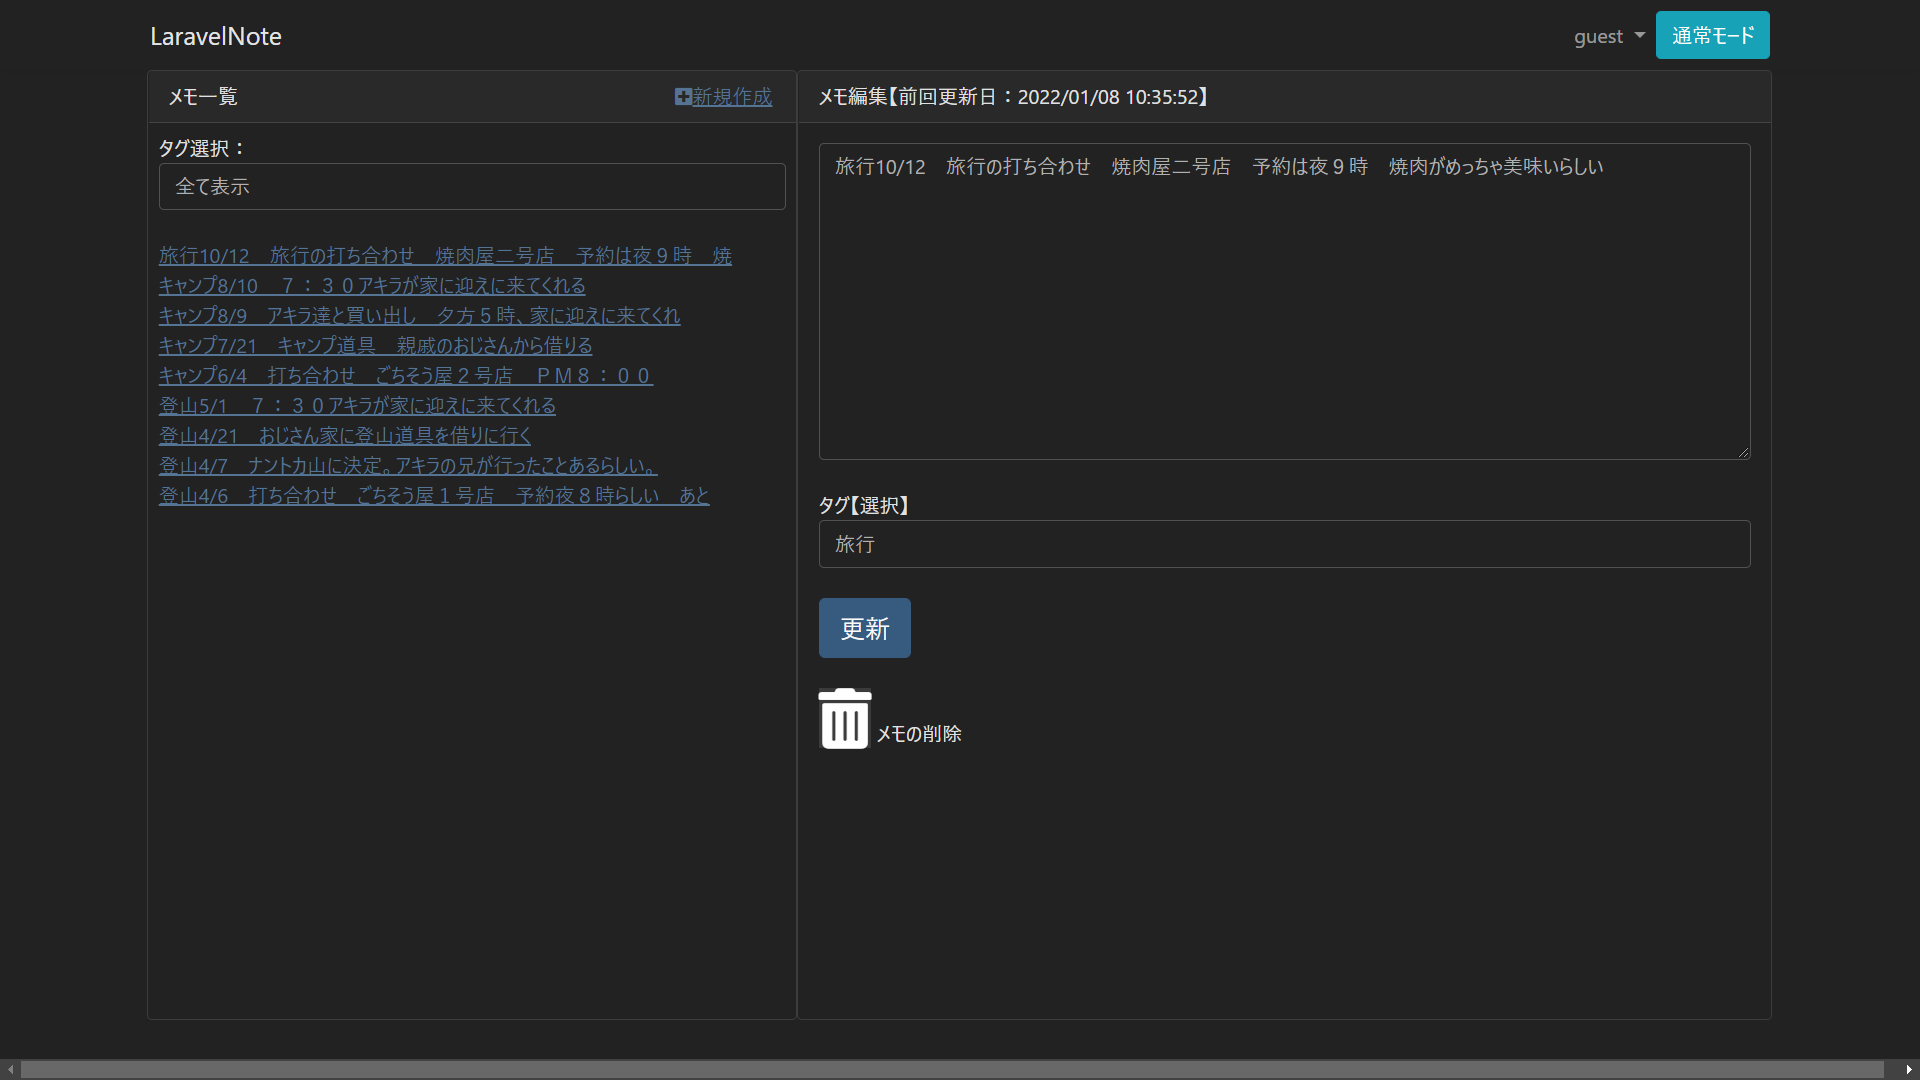 LaravelNote
guest
通常モード
メモ一覧
新規作成
タグ選択：
全て表示
旅行10/12　旅行の打ち合わせ　焼肉屋二号店　予約は夜９時　焼
キャンプ8/10　７：３０アキラが家に迎えに来てくれる
キャンプ8/9　アキラ達と買い出し　夕方５時、家に迎えに来てくれ
キャンプ7/21　キャンプ道具　親戚のおじさんから借りる
キャンプ6/4　打ち合わせ　ごちそう屋２号店　ＰＭ８：００
登山5/1　７：３０アキラが家に迎えに来てくれる
登山4/21　おじさん家に登山道具を借りに行く
登山4/7　ナントカ山に決定。アキラの兄が行ったことあるらしい。
登山4/6　打ち合わせ　ごちそう屋１号店　予約夜８時らしい　あと
メモ編集【前回更新日：2022/01/08 10:35:52】
旅行10/12　旅行の打ち合わせ　焼肉屋二号店　予約は夜９時　焼肉がめっちゃ美味いらしい
タグ【選択】
旅行
更新
メモの削除